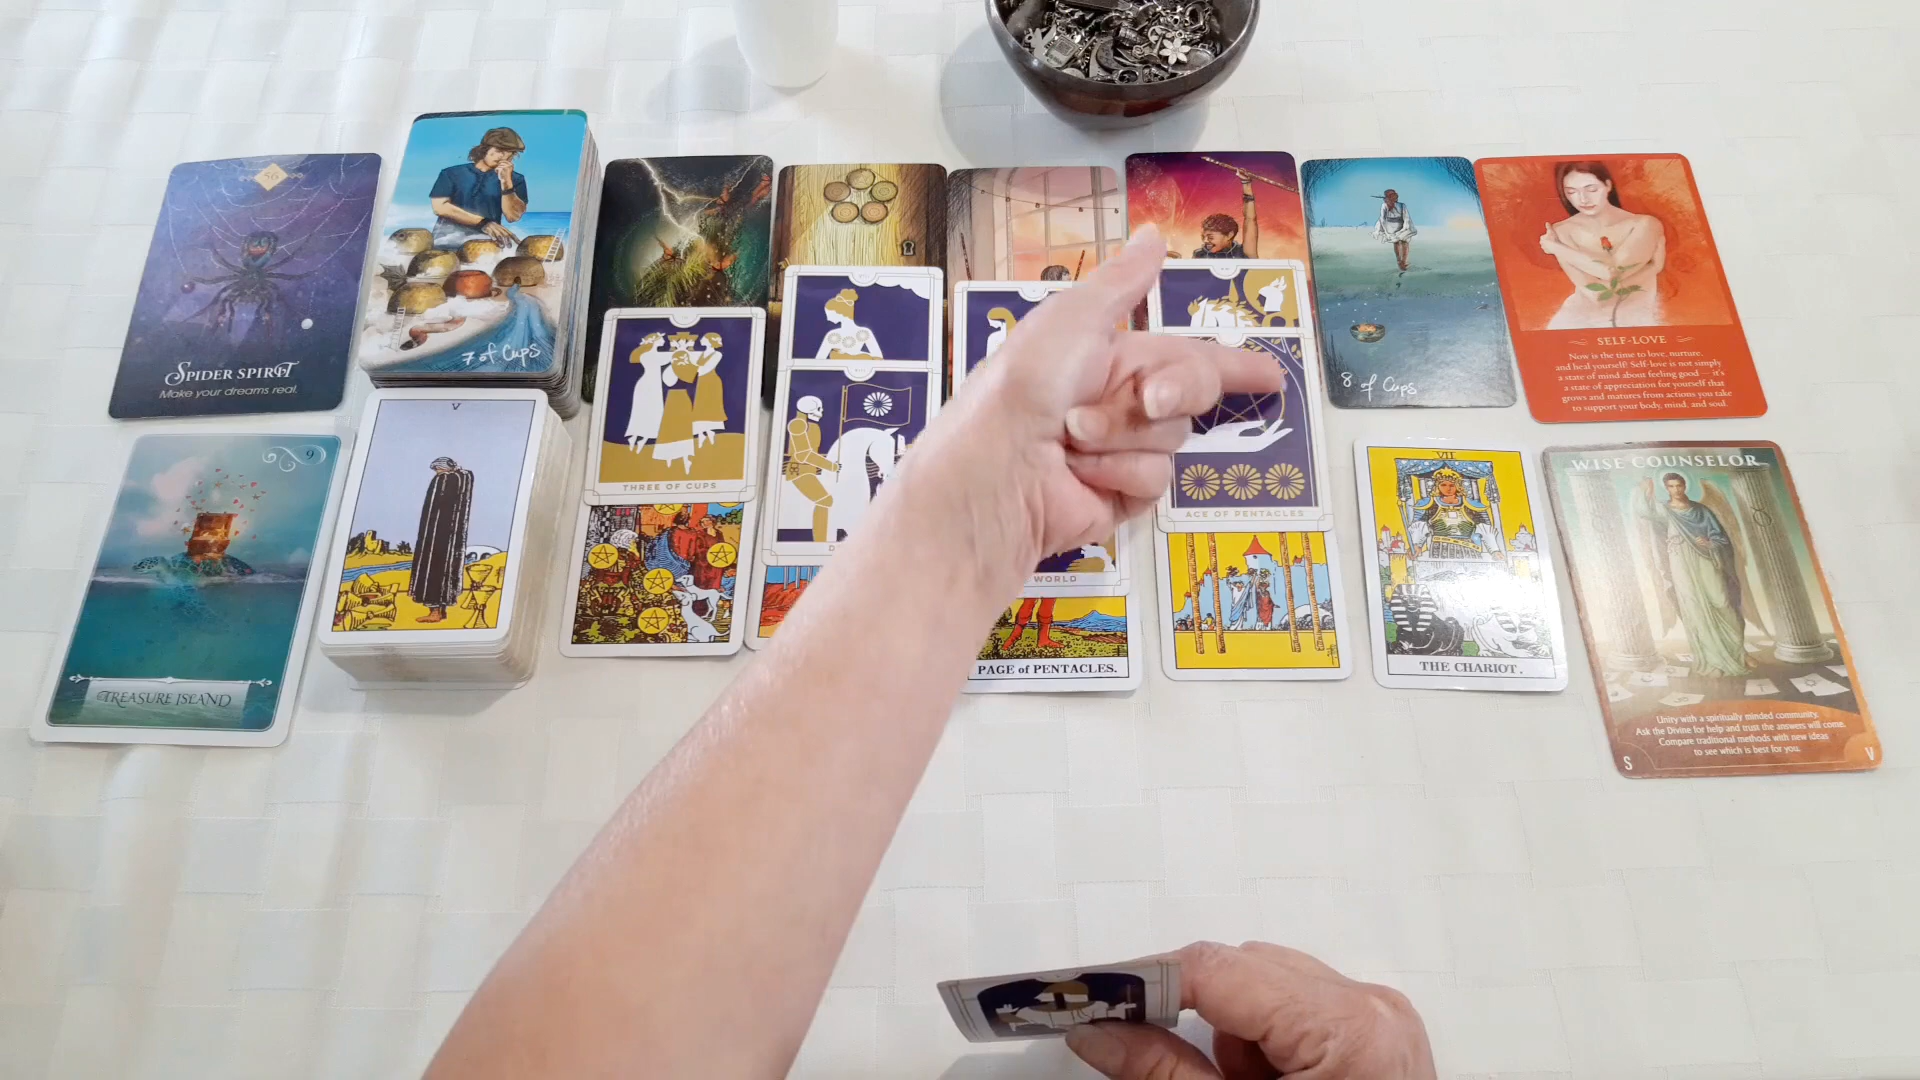 56
SPIDER SPIRIT
Make your dreams real.
7 of Cups
8 of Cups
SELF-LOVE
Now is the time to love, nurture,
and heal yourself! Self-love is not simply
a state of mind about feeling good — it's
a state of appreciation for yourself that
grows and matures from actions you take
to support your body, mind, and soul.
9
TREASURE ISLAND
V
THREE OF CUPS
WORLD
ACE OF PENTACLES
PAGE of PENTACLES.
VII
THE CHARIOT.
WISE COUNSELOR
Unity with a spiritually minded community.
Ask the Divine for help and trust the answers will come.
Compare traditional methods with new ideas
to see which is best for you.
S
V